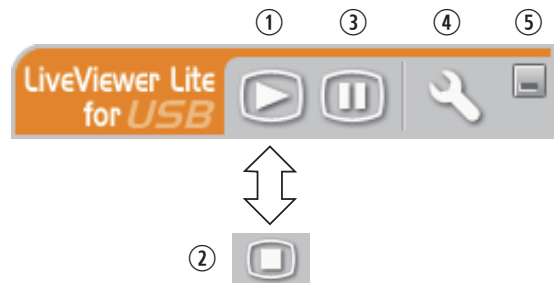 ① ③ ④ ⑤
LiveViewer Lite
for USB
②